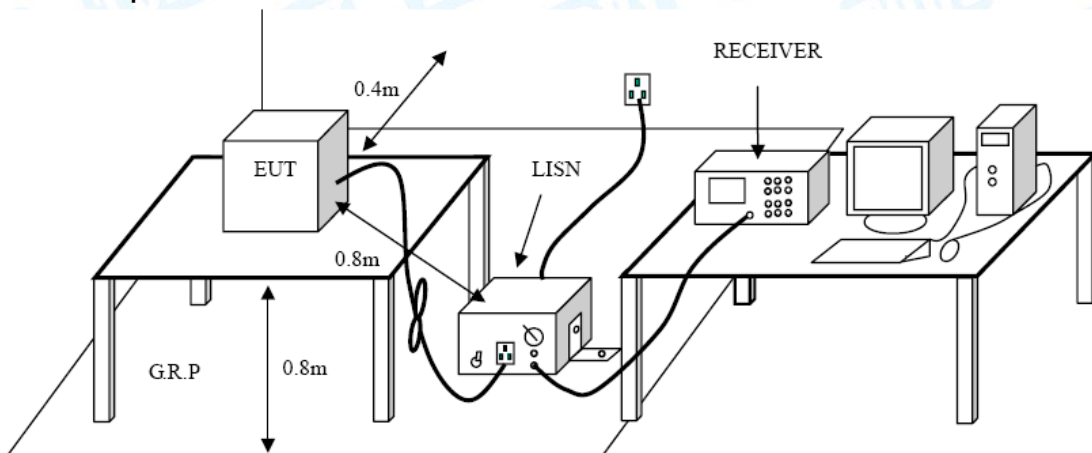 RECEIVER
0.4m
EUT
LISN
0.8m
G.R.P
0.8m